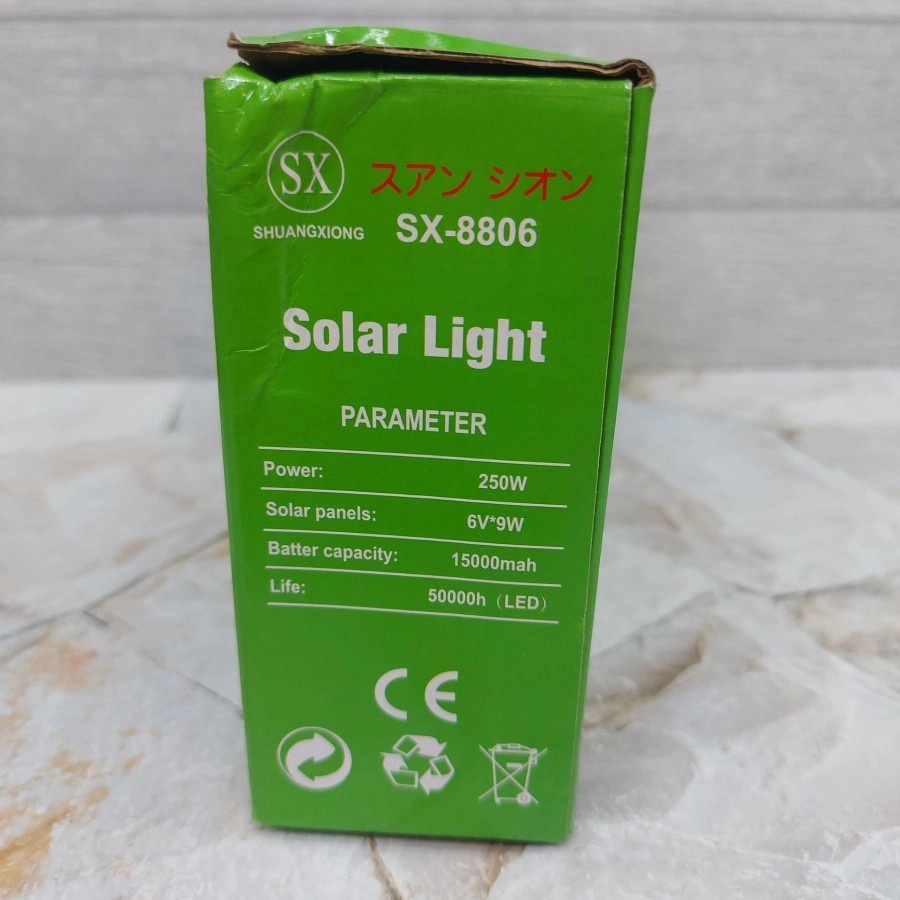 SX
スアン シオン
SHUANGXIONG
SX-8806
Solar Light
PARAMETER
Power: 250W
Solar panels: 6V*9W
Batter capacity: 15000mah
Life: 50000h（LED）
CE